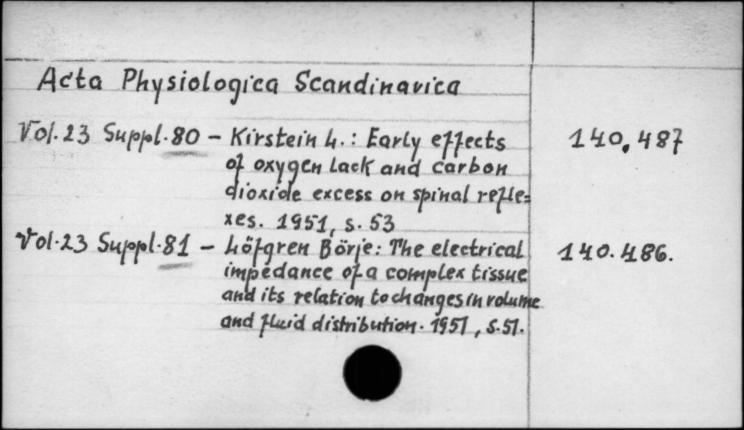 Acta Physiologica Scandinavica
Vol. 23 Suppl. 80 - Kirstein L. : Early effects 140.487
of oxygen lack and carbon
dioxide excess on spinal refle=
xes. 1951, s. 53
Vol. 23 Suppl. 81 - Löfgren Börje: The electrical 140.486.
impedance of a complex tissue
and its relation to changes in volume
and fluid distribution. 1951, s. 51.